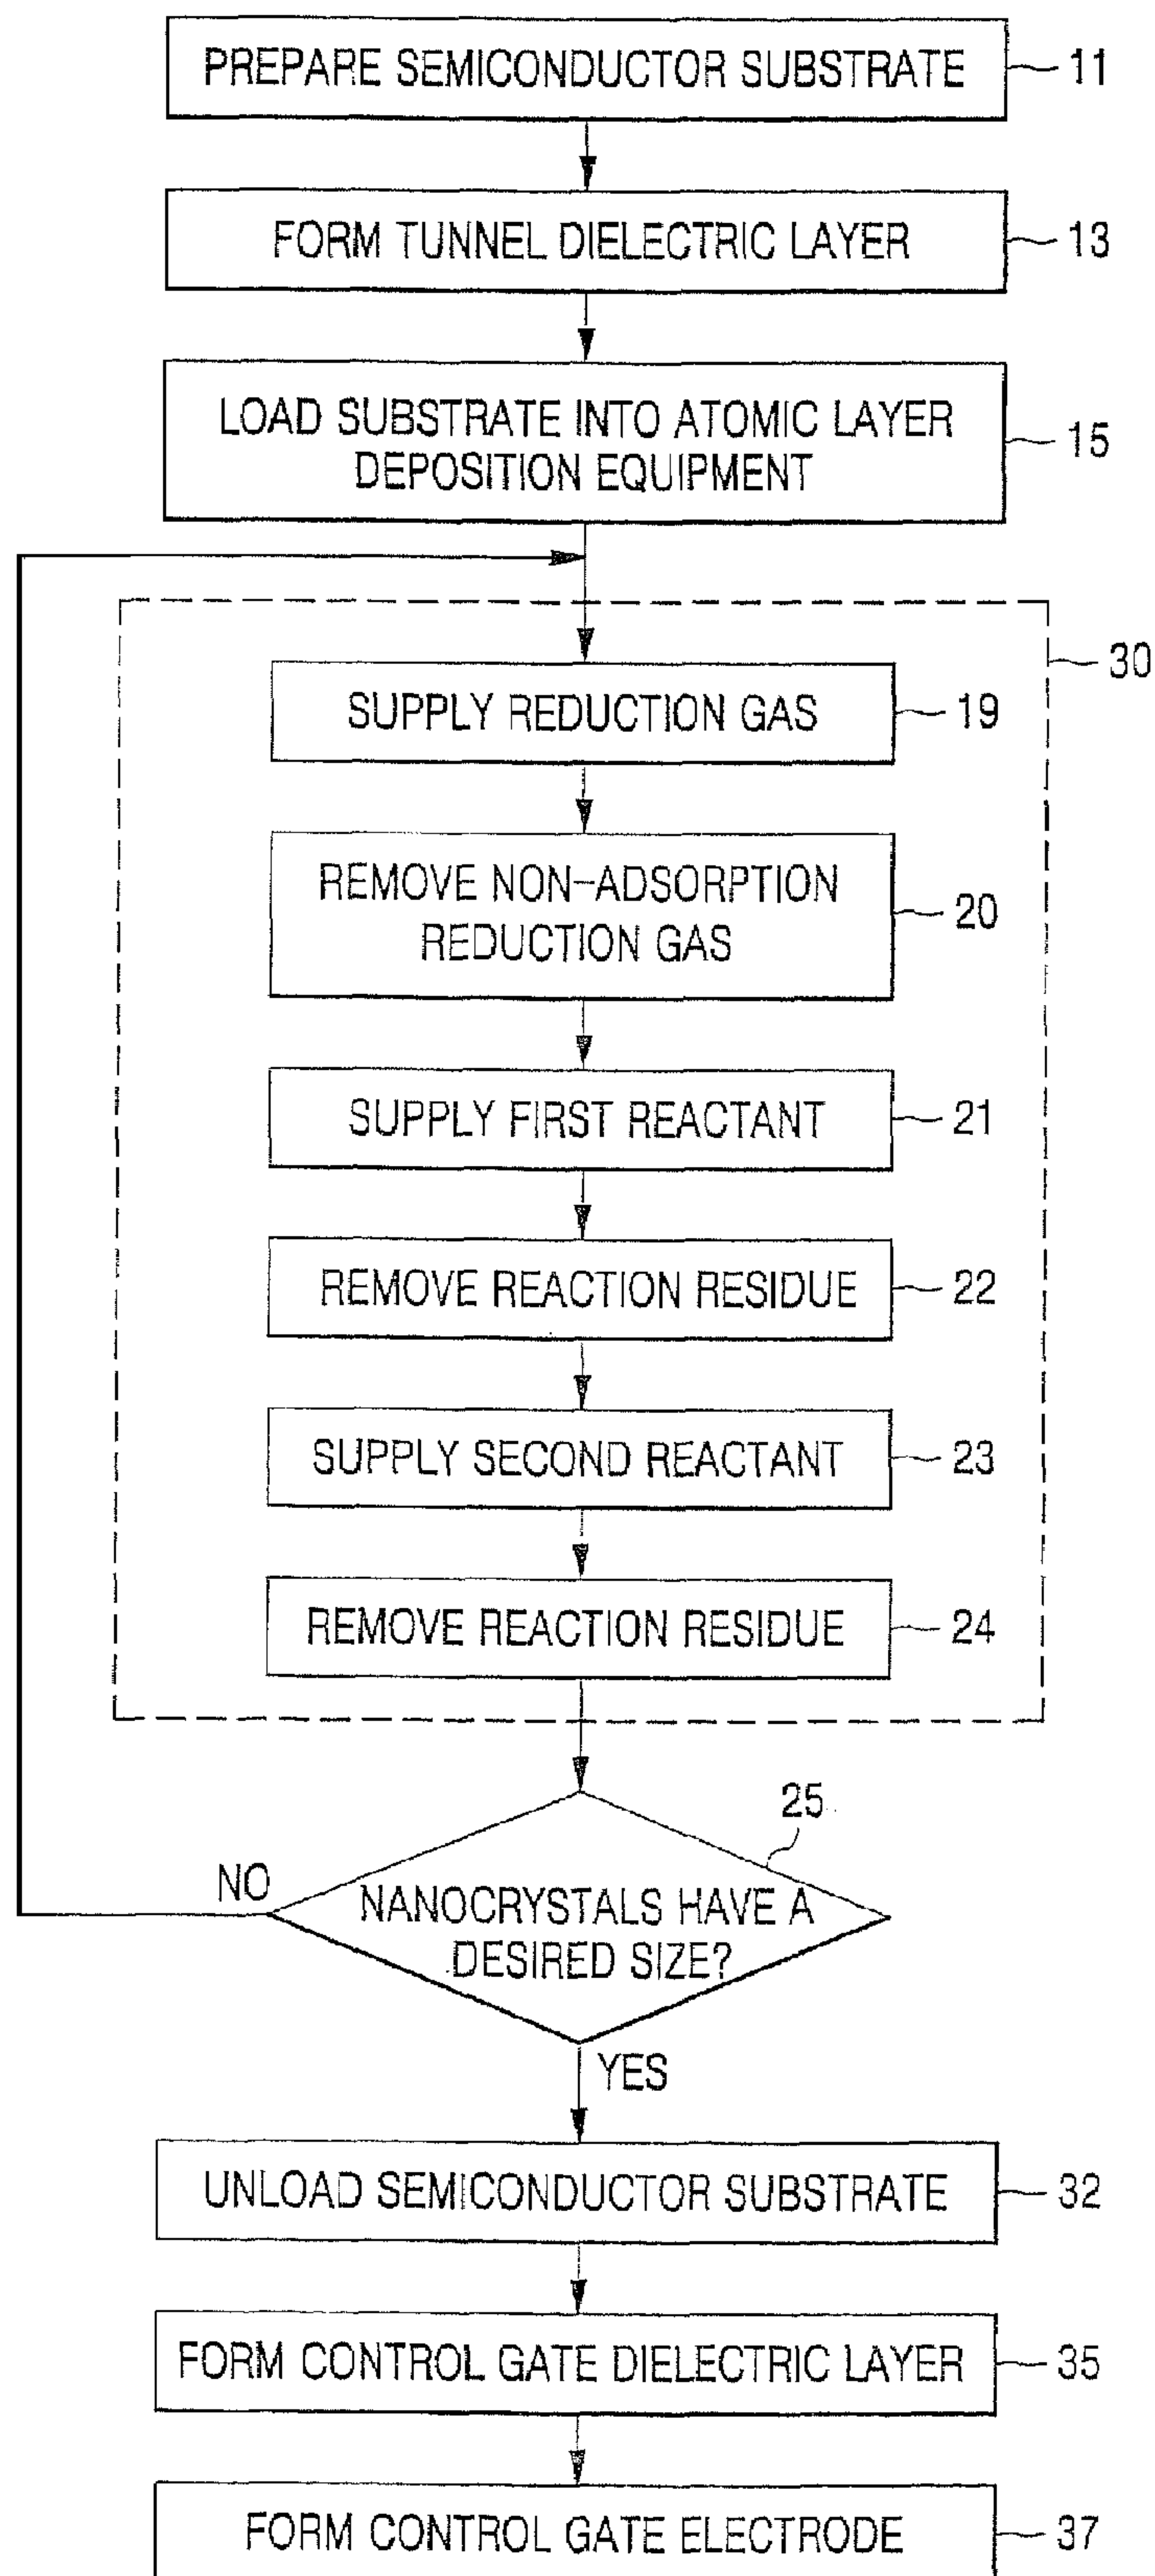 PREPARE SEMICONDUCTOR SUBSTRATE 11
FORM TUNNEL DIELECTRIC LAYER 13
LOAD SUBSTRATE INTO ATOMIC LAYER
DEPOSITION EQUIPMENT 15
30
SUPPLY REDUCTION GAS 19
REMOVE NON-ADSORPTION
REDUCTION GAS 20
SUPPLY FIRST REACTANT 21
REMOVE REACTION RESIDUE 22
SUPPLY SECOND REACTANT 23
REMOVE REACTION RESIDUE 24
25
NO
NANOCRYSTALS HAVE A
DESIRED SIZE?
YES
UNLOAD SEMICONDUCTOR SUBSTRATE 32
FORM CONTROL GATE DIELECTRIC LAYER 35
FORM CONTROL GATE ELECTRODE 37